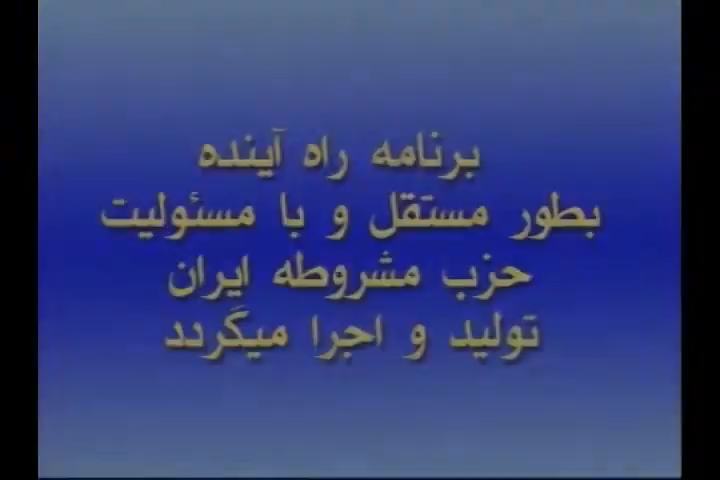 برنامه راه آینده
بطور مستقل و با مسئولیت
حزب مشروطه ایران
تولید و اجرا میگردد